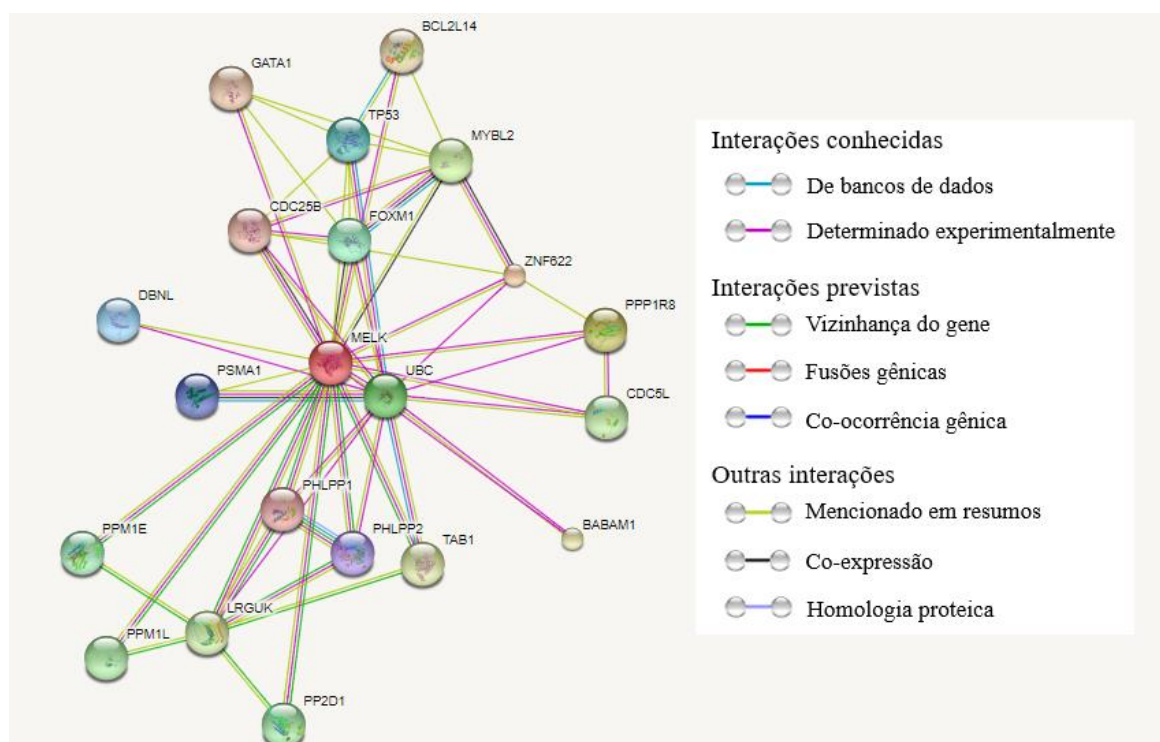 BCL2L14
GATA1
TP53
MYBL2
CDC25B
FOXM1
ZNF622
DBNL
PPP1R8
MELK
PSMA1
UBC
CDC5L
PHLPP1
BABAM1
PPM1E
PHLPP2
TAB1
LRGUK
PPM1L
PP2D1
Interações conhecidas
De bancos de dados
Determinado experimentalmente
Interações previstas
Vizinhança do gene
Fusões gênicas
Co-ocorrência gênica
Outras interações
Mencionado em resumos
Co-expressão
Homologia proteica